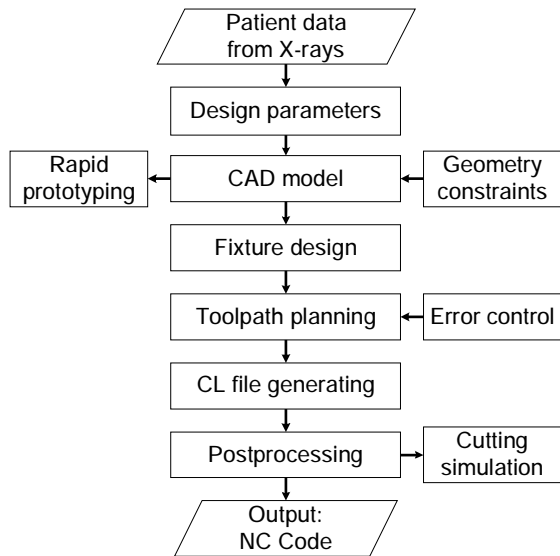 Patient data
from X-rays
Design parameters
Rapid
prototyping
CAD model
Geometry
constraints
Fixture design
Toolpath planning
Error control
CL file generating
Postprocessing
Cutting
simulation
Output:
NC Code